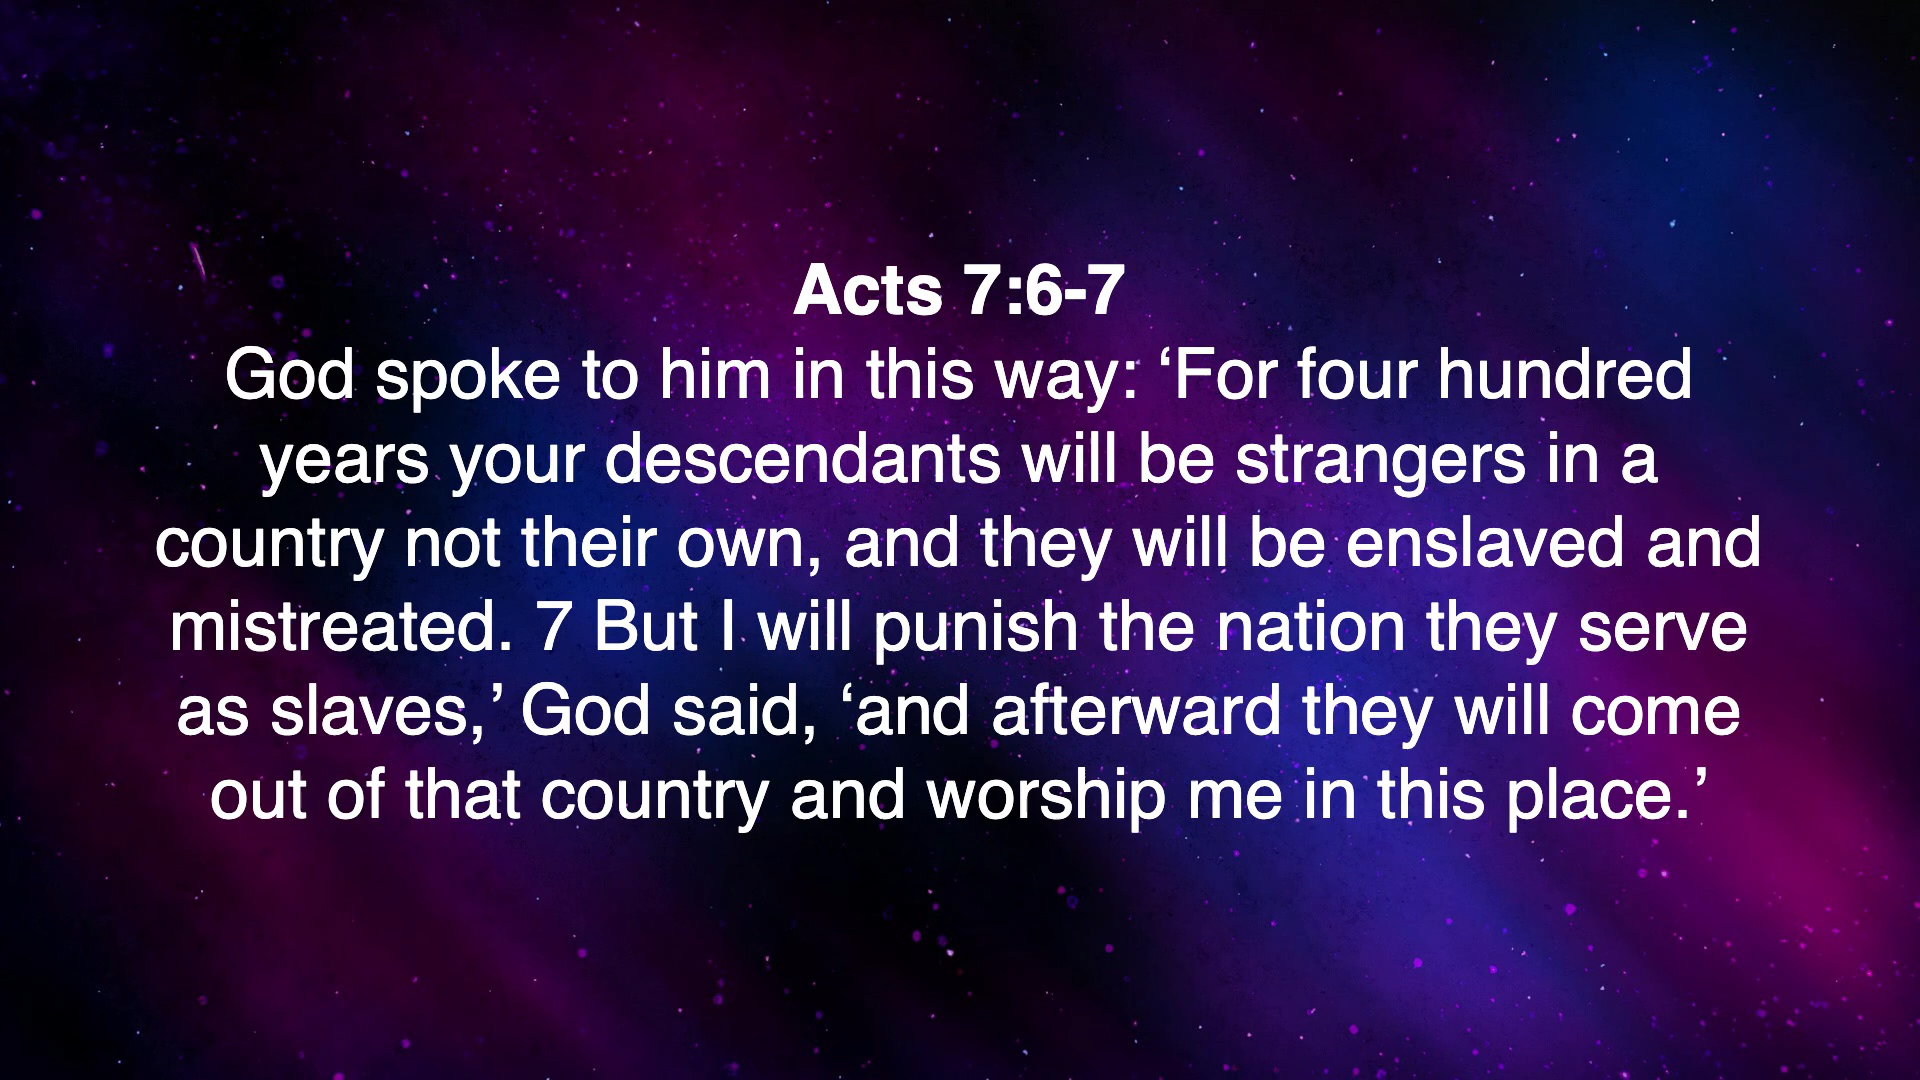 Acts 7:6-7
God spoke to him in this way: ‘For four hundred
years your descendants will be strangers in a
country not their own, and they will be enslaved and
mistreated. 7 But I will punish the nation they serve
as slaves,’ God said, ‘and afterward they will come
out of that country and worship me in this place.’